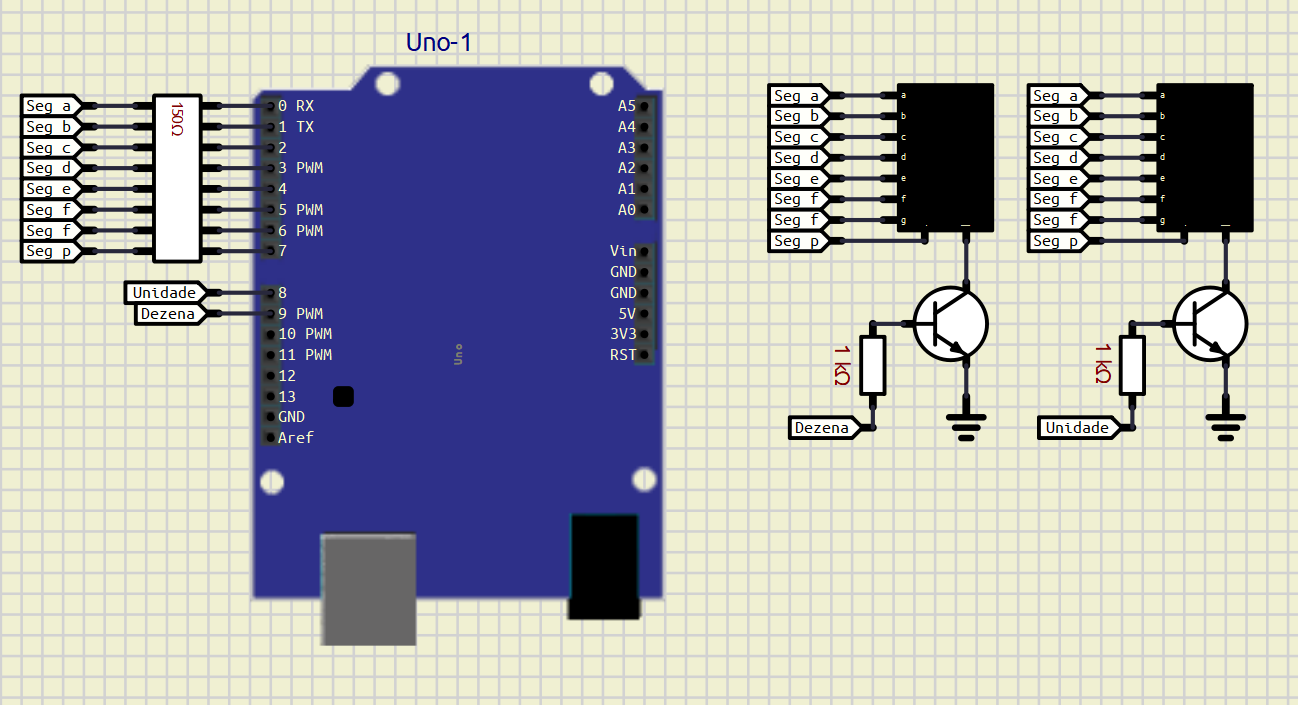 Uno-1
Seg a
Seg b
Seg c
Seg d
Seg e
Seg f
Seg f
Seg p
150Ω
Unidade
Dezena
0 RX
1 TX
2
3 PWM
4
5 PWM
6 PWM
7
8
9 PWM
10 PWM
11 PWM
12
13
GND
Aref
Uno
A5
A4
A3
A2
A1
A0
Vin
GND
GND
5V
3V3
RST
Seg a
Seg b
Seg c
Seg d
Seg e
Seg f
Seg f
Seg p
a
b
c
d
e
f
g
1 kΩ
Dezena
Seg a
Seg b
Seg c
Seg d
Seg e
Seg f
Seg f
Seg p
a
b
c
d
e
f
g
1 kΩ
Unidade